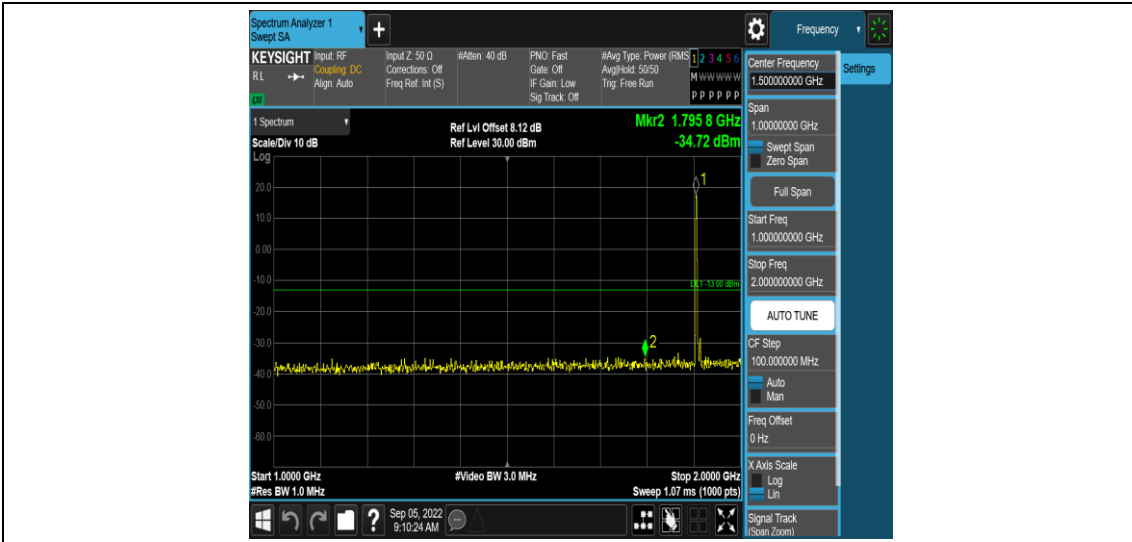 Spectrum Analyzer 1
Swept SA
+
Frequency
KEYSIGHT
RL
LXI
Input: RF
Coupling: DC
Align: Auto
Input Z: 50 Ω
Corrections: Off
Freq Ref: Int (S)
#Atten: 40 dB
PNO: Fast
Gate: Off
IF Gain: Low
Sig Track: Off
#Avg Type: Power (RMS
Avg|Hold: 50/50
Trig: Free Run
1 2 3 4 5 6
M W W W W W
P P P P P P
1 Spectrum
Scale/Div 10 dB
Ref Lvl Offset 8.12 dB
Ref Level 30.00 dBm
Mkr2 1.795 8 GHz
-34.72 dBm
Log
20.0
10.0
0.00
-10.0
-20.0
-30.0
-40.0
-50.0
-60.0
1
DL1 -13.00 dBm
2
Start 1.0000 GHz
#Res BW 1.0 MHz
#Video BW 3.0 MHz
Stop 2.0000 GHz
Sweep 1.07 ms (1000 pts)
Center Frequency
1.500000000 GHz
Settings
Span
1.00000000 GHz
Swept Span
Zero Span
Full Span
Start Freq
1.000000000 GHz
Stop Freq
2.000000000 GHz
AUTO TUNE
CF Step
100.000000 MHz
Auto
Man
Freq Offset
0 Hz
X Axis Scale
Log
Lin
Signal Track
(Span Zoom)
?
Sep 05, 2022
9:10:24 AM